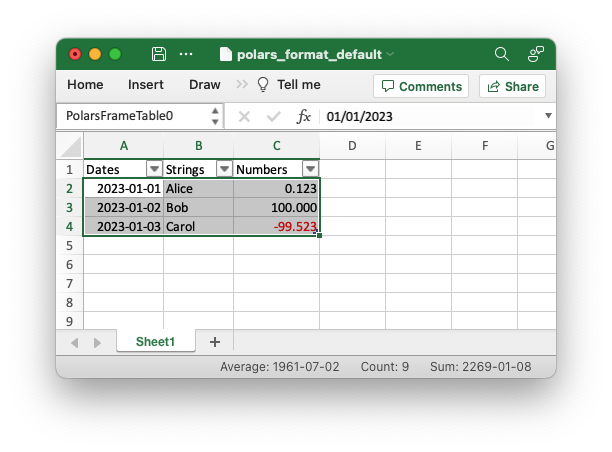 polars_format_default
Home Insert Draw Tell me Comments Share
PolarsFrameTable0 fx 01/01/2023
A B C D E F G
1 Dates Strings Numbers
2 2023-01-01 Alice 0.123
3 2023-01-02 Bob 100.000
4 2023-01-03 Carol -99.523
5
6
7
8
9
Sheet1 +
Average: 1961-07-02 Count: 9 Sum: 2269-01-08